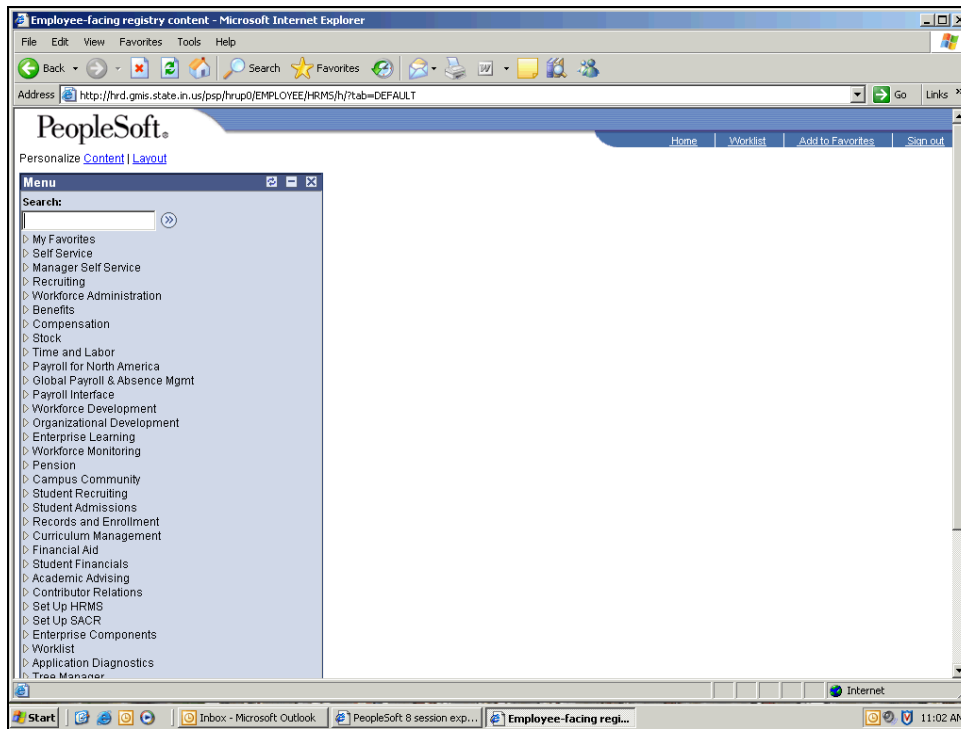 Employee-facing registry content - Microsoft Internet Explorer
File Edit View Favorites Tools Help
Back Search Favorites
Address http://hrd.gmis.state.in.us/psp/hrup0/EMPLOYEE/HRMS/h/?tab=DEFAULT Go Links »
PeopleSoft.
Home Worklist Add to Favorites Sign out
Personalize Content | Layout
Menu
Search:
My Favorites
Self Service
Manager Self Service
Recruiting
Workforce Administration
Benefits
Compensation
Stock
Time and Labor
Payroll for North America
Global Payroll & Absence Mgmt
Payroll Interface
Workforce Development
Organizational Development
Enterprise Learning
Workforce Monitoring
Pension
Campus Community
Student Recruiting
Student Admissions
Records and Enrollment
Curriculum Management
Financial Aid
Student Financials
Academic Advising
Contributor Relations
Set Up HRMS
Set Up SACR
Enterprise Components
Worklist
Application Diagnostics
Tree Manager
Internet
Start Inbox - Microsoft Outlook PeopleSoft 8 session exp... Employee-facing regi... 11:02 AM